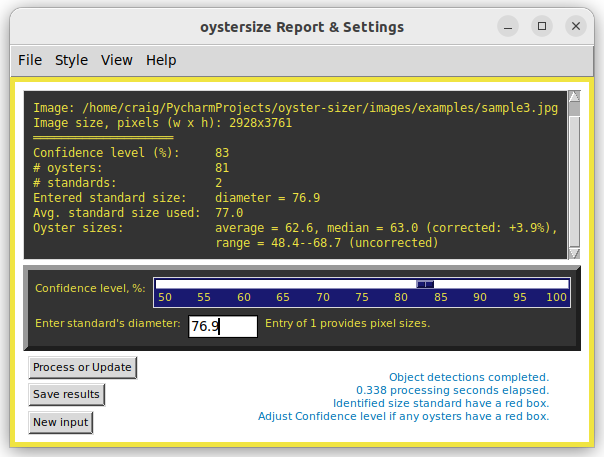 oystersize Report & Settings
File Style View Help
Image: /home/craig/PycharmProjects/oyster-sizer/images/examples/sample3.jpg
Image size, pixels (w x h): 2928x3761
Confidence level (%): 83
# oysters: 81
# standards: 2
Entered standard size: diameter = 76.9
Avg. standard size used: 77.0
Oyster sizes: average = 62.6, median = 63.0 (corrected: +3.9%),
range = 48.4--68.7 (uncorrected)
Confidence level, %:
50 55 60 65 70 75 80 85 90 95 100
Enter standard's diameter: 76.9 Entry of 1 provides pixel sizes.
Process or Update
Save results
New input
Object detections completed.
0.338 processing seconds elapsed.
Identified size standard have a red box.
Adjust Confidence level if any oysters have a red box.